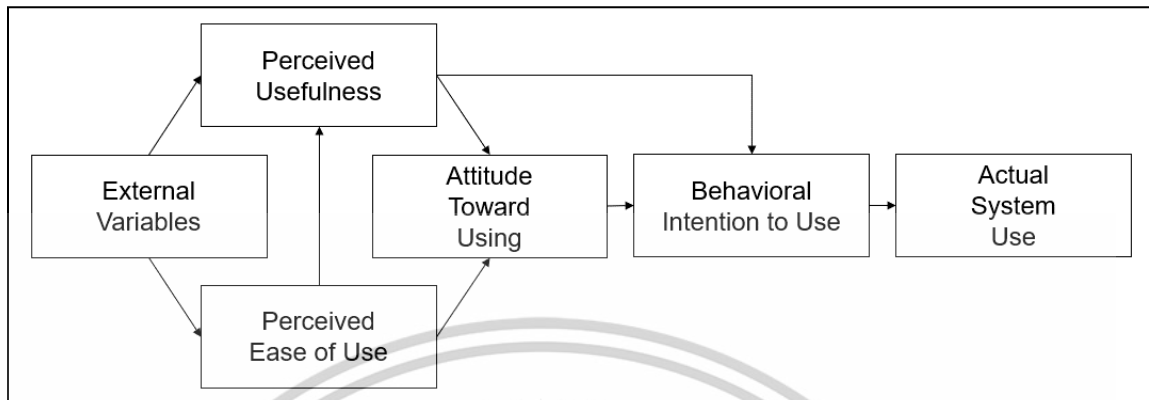 Perceived
Usefulness
External
Variables
Attitude
Toward
Using
Behavioral
Intention to Use
Actual
System
Use
Perceived
Ease of Use